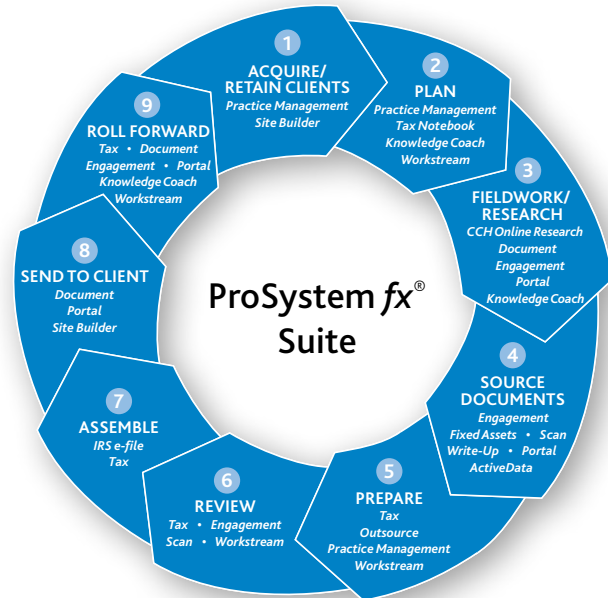 1
ACQUIRE/
RETAIN CLIENTS
Practice Management
Site Builder
2
PLAN
Practice Management
Tax Notebook
Knowledge Coach
Workstream
3
FIELDWORK/
RESEARCH
CCH Online Research
Document
Engagement
Portal
Knowledge Coach
4
SOURCE
DOCUMENTS
Engagement
Fixed Assets • Scan
Write-Up • Portal
ActiveData
5
PREPARE
Tax
Outsource
Practice Management
Workstream
6
REVIEW
Tax • Engagement
Scan • Workstream
7
ASSEMBLE
IRS e-file
Tax
8
SEND TO CLIENT
Document
Portal
Site Builder
9
ROLL FORWARD
Tax • Document
Engagement • Portal
Knowledge Coach
Workstream
ProSystem fx®
Suite